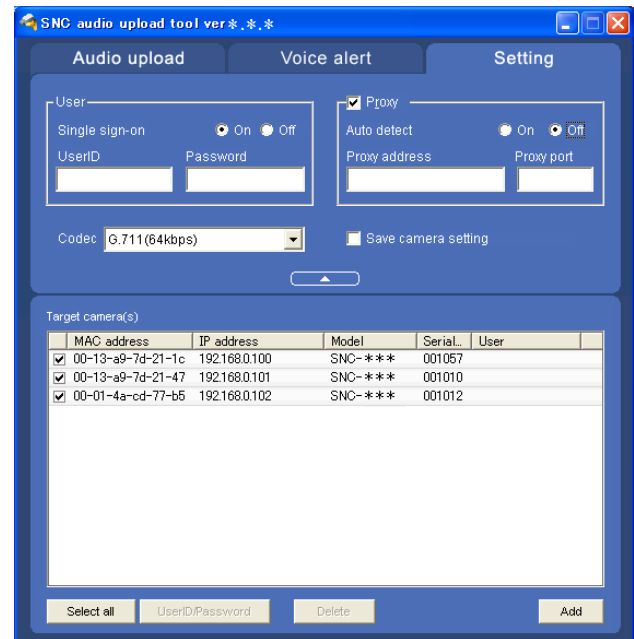 SNC audio upload tool ver*.*.*
Audio upload Voice alert Setting
User Proxy
Single sign-on On Off Auto detect On Off
UserID Password Proxy address Proxy port
Codec G.711(64kbps) Save camera setting
Target camera(s)
MAC address IP address Model Serial... User
00-13-a9-7d-21-1c 192.168.0.100 SNC-*** 001057
00-13-a9-7d-21-47 192.168.0.101 SNC-*** 001010
00-01-4a-cd-77-b5 192.168.0.102 SNC-*** 001012
Select all UserID/Password Delete Add